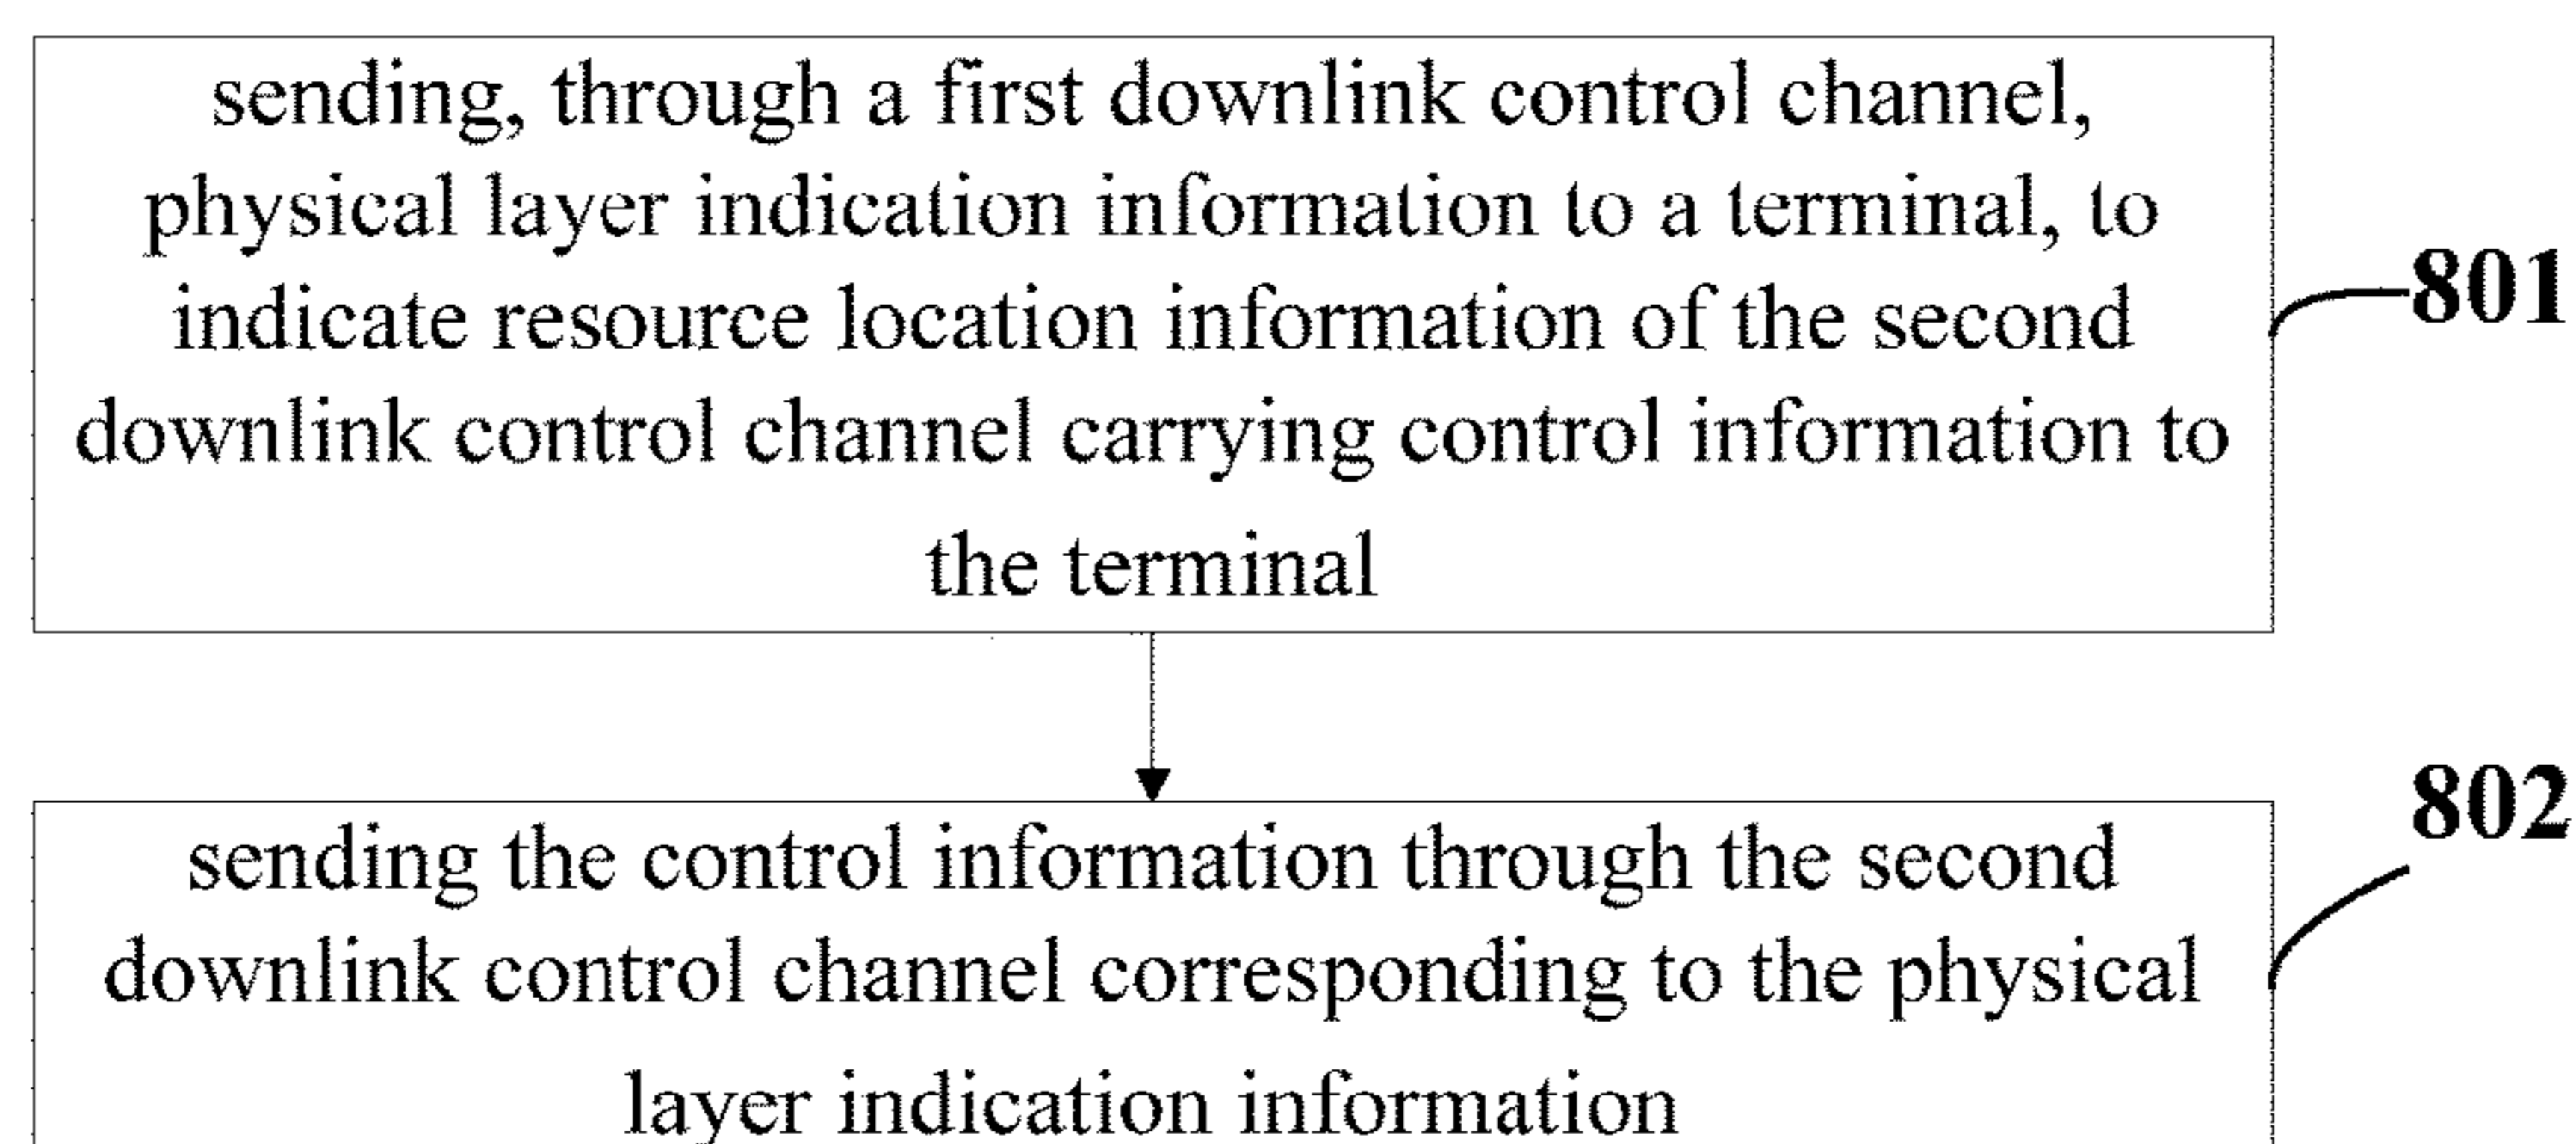 sending, through a first downlink control channel,
physical layer indication information to a terminal, to
indicate resource location information of the second
downlink control channel carrying control information to
the terminal
801
sending the control information through the second
downlink control channel corresponding to the physical
layer indication information
802